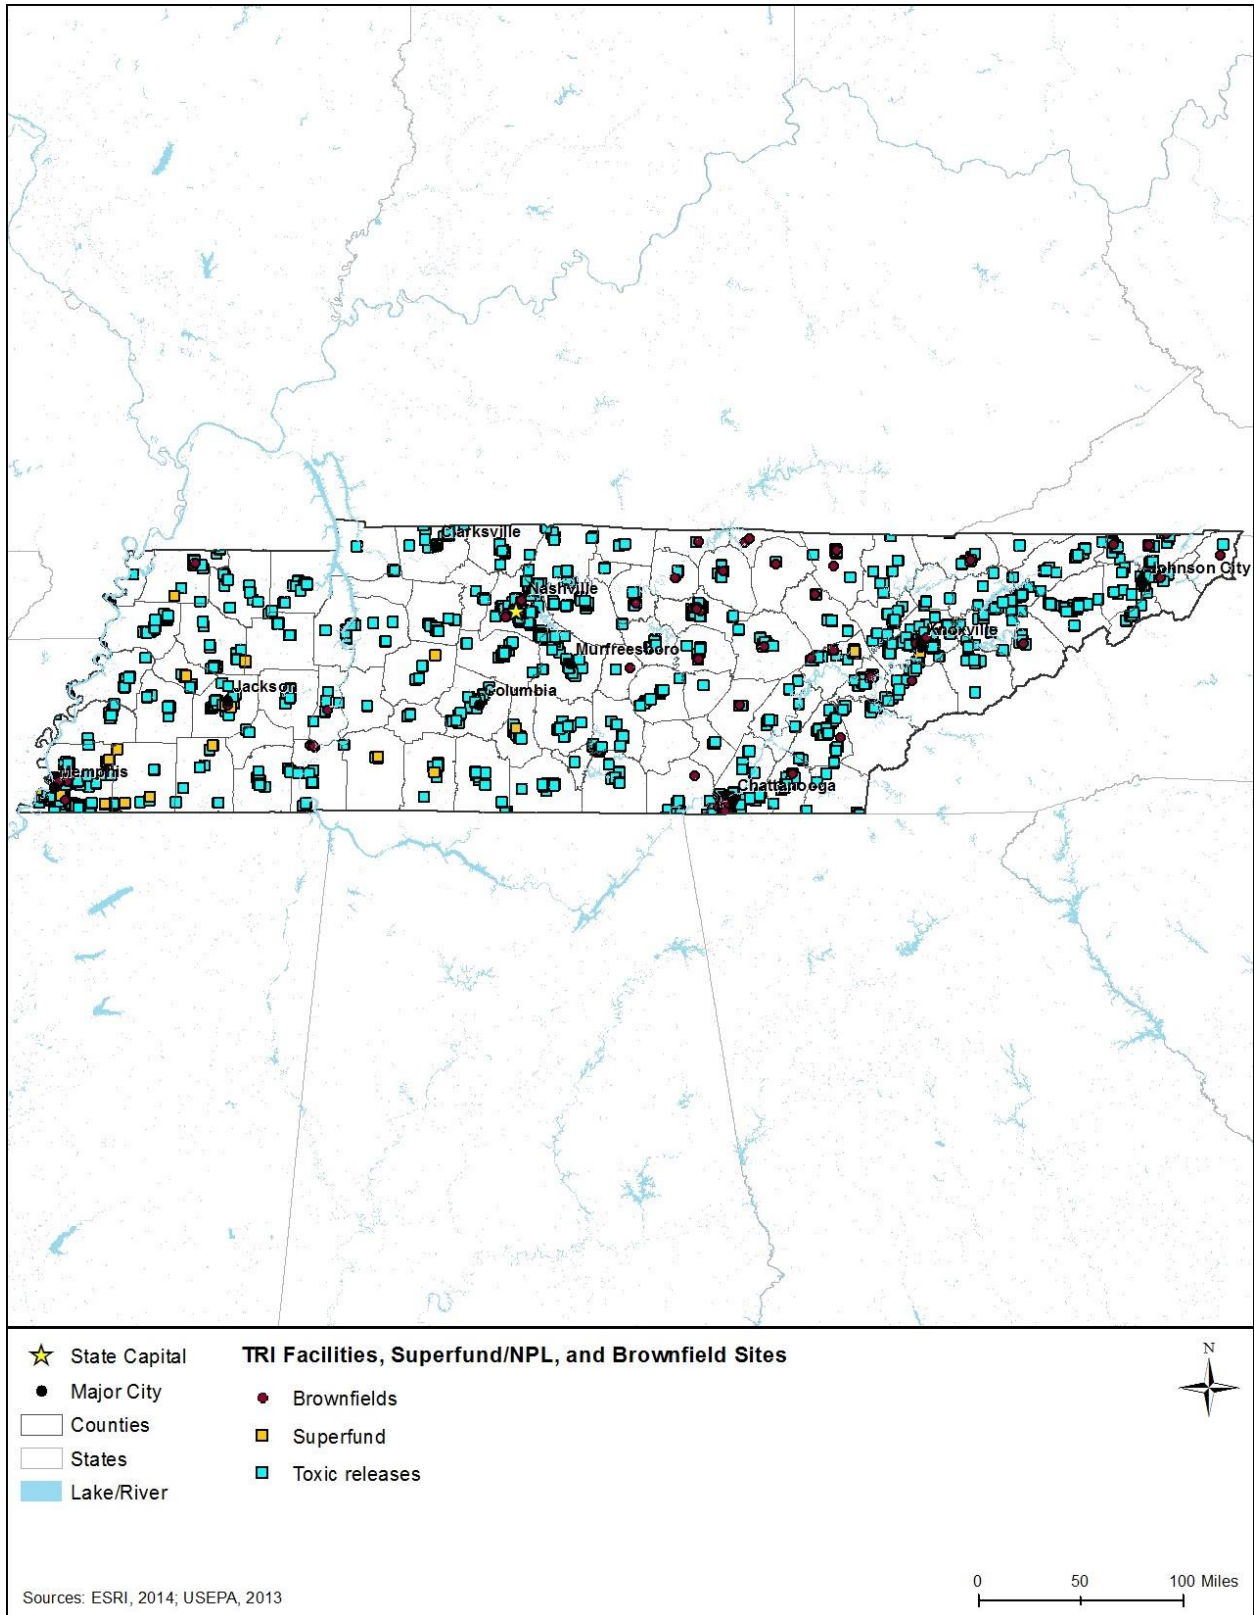 Clarksville
Johnson City
Nashville
Knoxville
Murfreesboro
Jackson
Columbia
Memphis
Chattanooga
State Capital
TRI Facilities, Superfund/NPL, and Brownfield Sites
N
Major City
Brownfields
Counties
Superfund
States
Toxic releases
Lake/River
0 50 100 Miles
Sources: ESRI, 2014; USEPA, 2013